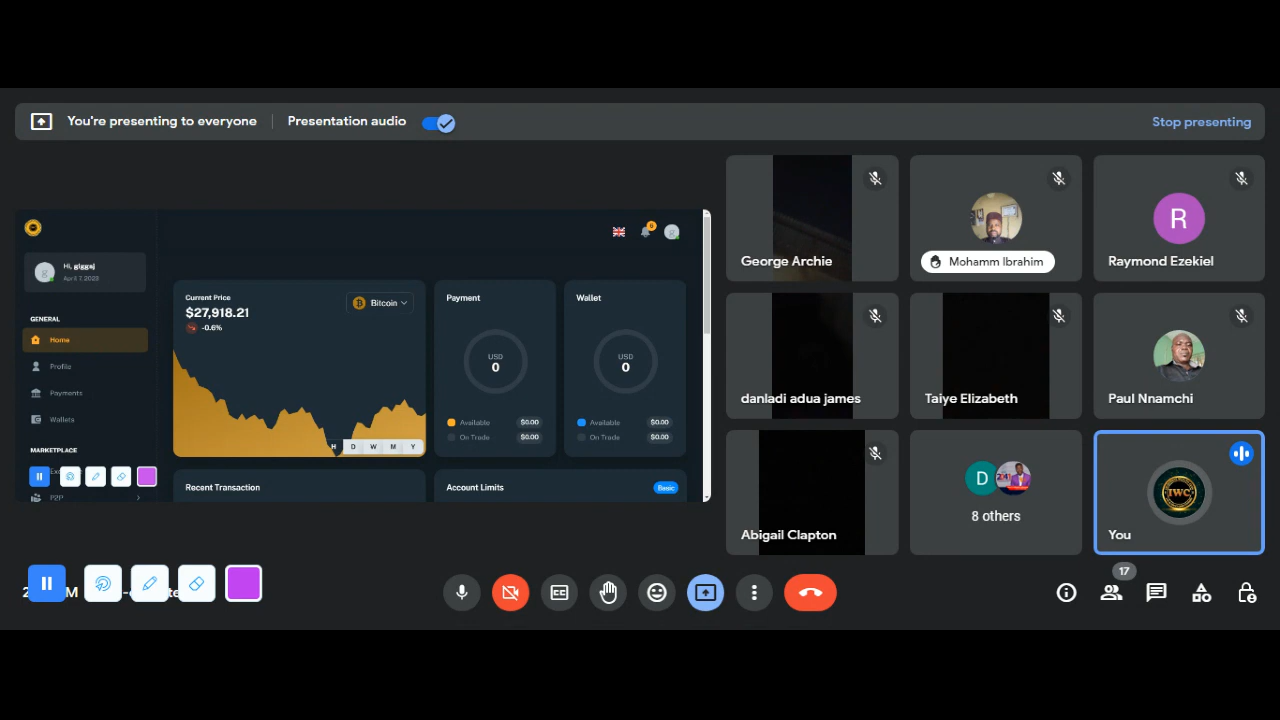 You're presenting to everyone
Presentation audio
Stop presenting
Hi, giggaj
April 7, 2023
GENERAL
Home
Profile
Payments
Wallets
MARKETPLACE
P2P
6
Current Price
$27,918.21
-0.6%
Bitcoin
H D W M Y
Payment
USD
0
Available $0.00
On Trade $0.00
Wallet
USD
0
Available $0.00
On Trade $0.00
Recent Transaction
Account Limits
Basic
George Archie
Mohamm Ibrahim
R
Raymond Ezekiel
danladi adua james
Taiye Elizabeth
Paul Nnamchi
Abigail Clapton
D
8 others
IWC
You
17